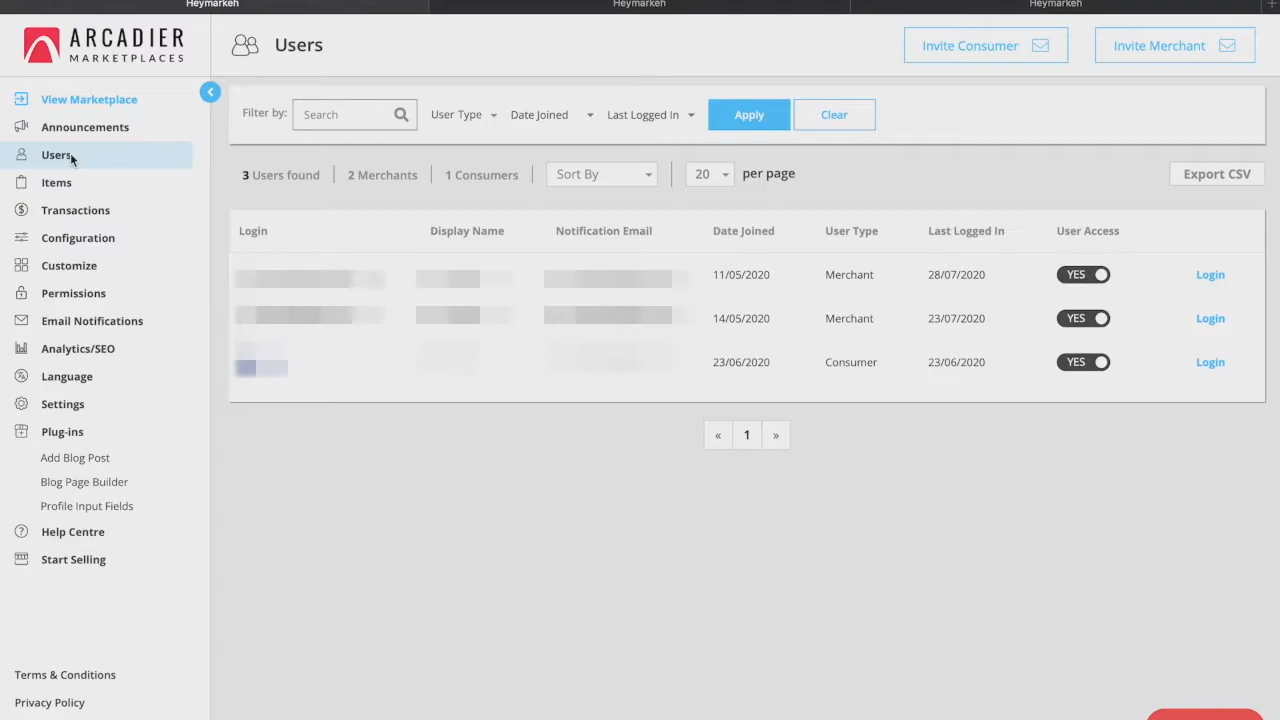 Heymarkeh
Heymarkeh
Heymarkeh
ARCADIER
MARKETPLACES
Users
Invite Consumer
Invite Merchant
View Marketplace
Announcements
Users
Items
Transactions
Configuration
Customize
Permissions
Email Notifications
Analytics/SEO
Language
Settings
Plug-ins
Add Blog Post
Blog Page Builder
Profile Input Fields
Help Centre
Start Selling
Terms & Conditions
Privacy Policy
Filter by: Search User Type Date Joined Last Logged In Apply Clear
3 Users found 2 Merchants 1 Consumers Sort By 20 per page Export CSV
Login Display Name Notification Email Date Joined User Type Last Logged In User Access
11/05/2020 Merchant 28/07/2020 YES Login
14/05/2020 Merchant 23/07/2020 YES Login
23/06/2020 Consumer 23/06/2020 YES Login
« 1 »